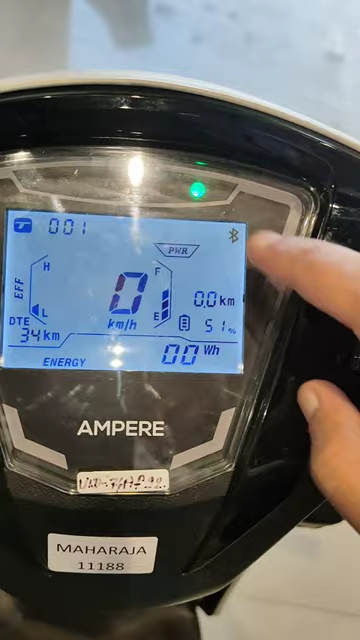 001
PWR
H
EFF
L
F
E
0
km/h
0.0 km
51%
DTE
34 km
ENERGY
00 Wh
AMPERE
MAHARAJA
11188